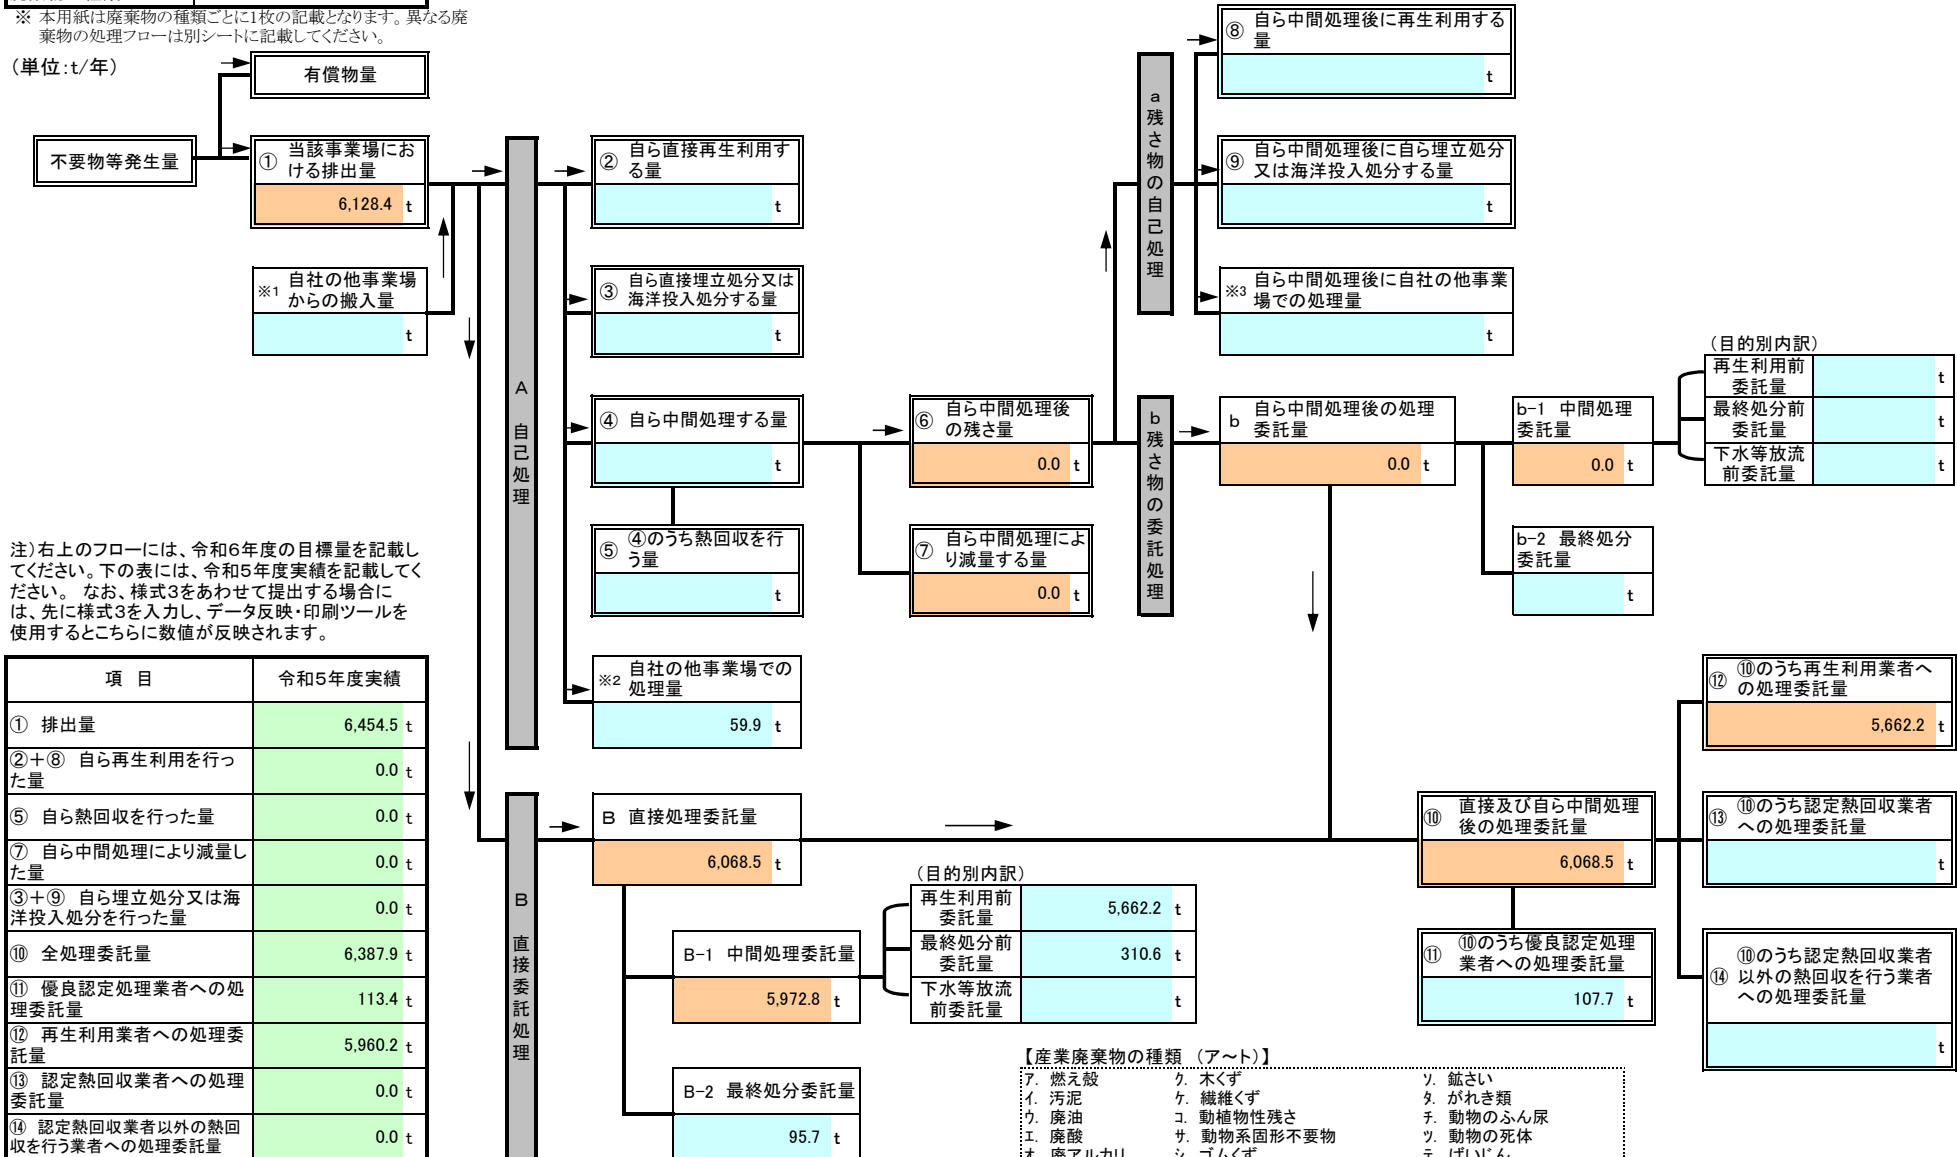 ※ 本用紙は廃棄物の種類ごとに1枚の記載となります。異なる廃
棄物の処理フローは別シートに記載してください。
(単位:t/年)
有償物量
不要物等発生量
① 当該事業場にお
ける排出量
6,128.4 t
※1 自社の他事業場
からの搬入量
t
A 自己処理
② 自ら直接再生利用す
る量
t
③ 自ら直接埋立処分又は
海洋投入処分する量
t
④ 自ら中間処理する量
t
⑤ ④のうち熱回収を行
う量
t
※2 自社の他事業場での
処理量
59.9 t
⑥ 自ら中間処理後
の残さ量
0.0 t
⑦ 自ら中間処理によ
り減量する量
0.0 t
a 残さ物の自己処理
⑧ 自ら中間処理後に再生利用する
量
t
⑨ 自ら中間処理後に自ら埋立処分
又は海洋投入処分する量
t
※3 自ら中間処理後に自社の他事業
場での処理量
t
b 残さ物の委託処理
b 自ら中間処理後の処理
委託量
0.0 t
b-1 中間処理
委託量
0.0 t
b-2 最終処分
委託量
t
(目的別内訳)
再生利用前
委託量
t
最終処分前
委託量
t
下水等放流
前委託量
t
注)右上のフローには、令和6年度の目標量を記載し
てください。下の表には、令和5年度実績を記載してく
ださい。 なお、様式3をあわせて提出する場合に
は、先に様式3を入力し、データ反映・印刷ツールを
使用するとこちらに数値が反映されます。
項 目 令和5年度実績
① 排出量 6,454.5 t
②+⑧ 自ら再生利用を行っ
た量 0.0 t
⑤ 自ら熱回収を行った量 0.0 t
⑦ 自ら中間処理により減量し
た量 0.0 t
③+⑨ 自ら埋立処分又は海
洋投入処分を行った量 0.0 t
⑩ 全処理委託量 6,387.9 t
⑪ 優良認定処理業者への処
理委託量 113.4 t
⑫ 再生利用業者への処理委
託量 5,960.2 t
⑬ 認定熱回収業者への処理
委託量 0.0 t
⑭ 認定熱回収業者以外の熱回
収を行う業者への処理委託量 0.0 t
B 直接委託処理
B 直接処理委託量
6,068.5 t
B-1 中間処理委託量
5,972.8 t
B-2 最終処分委託量
95.7 t
(目的別内訳)
再生利用前
委託量
5,662.2 t
最終処分前
委託量
310.6 t
下水等放流
前委託量
t
⑩ 直接及び自ら中間処理
後の処理委託量
6,068.5 t
⑪ ⑩のうち優良認定処理
業者への処理委託量
107.7 t
⑫ ⑩のうち再生利用業者へ
の処理委託量
5,662.2 t
⑬ ⑩のうち認定熱回収業者
への処理委託量
t
⑭ ⑩のうち認定熱回収業者
以外の熱回収を行う業者
への処理委託量
t
【産業廃棄物の種類 (ア~ト)】
ア. 燃え殻 ク. 木くず ソ. 鉱さい
イ. 汚泥 ケ. 繊維くず タ. がれき類
ウ. 廃油 コ. 動植物性残さ チ. 動物のふん尿
エ. 廃酸 サ. 動物系固形不要物 ツ. 動物の死体
オ. 廃アルカリ シ. ゴムくず テ. ばいじん